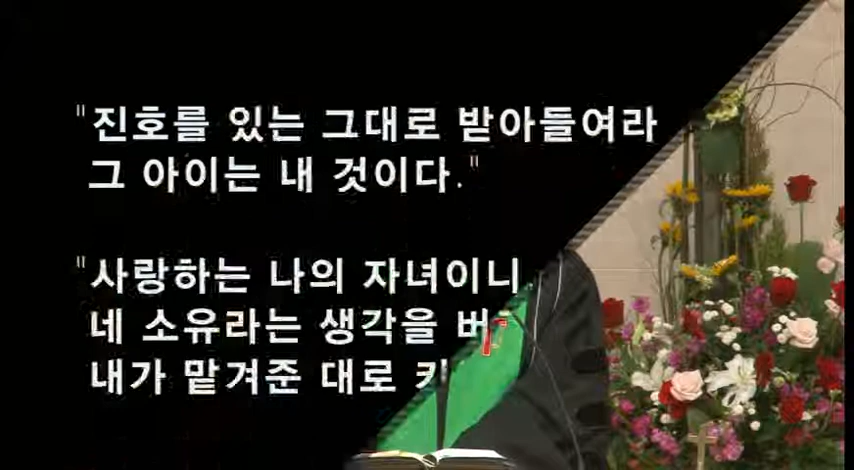 "진호를 있는 그대로 받아들여라
그 아이는 내 것이다."
"사랑하는 나의 자녀이니
네 소유라는 생각을
내가 맡겨준 대로